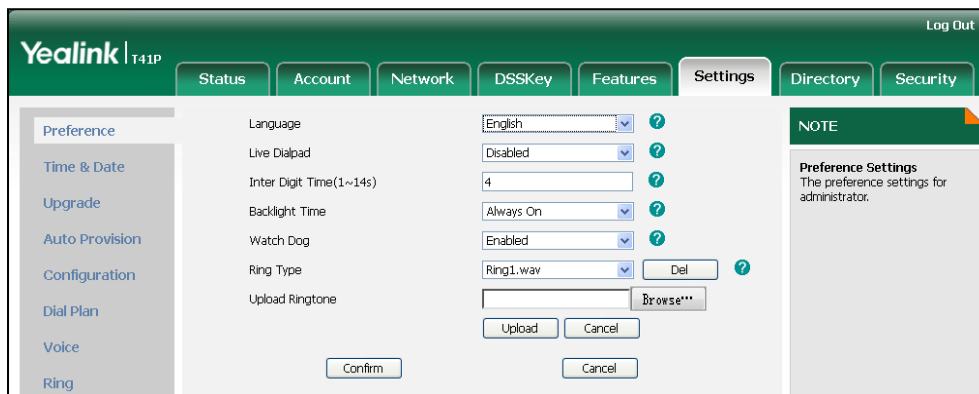 Log Out
Yealink T41P
Status Account Network DSSKey Features Settings Directory Security
Preference
Time & Date
Upgrade
Auto Provision
Configuration
Dial Plan
Voice
Ring
Language English ?
Live Dialpad Disabled ?
Inter Digit Time(1~14s) 4 ?
Backlight Time Always On ?
Watch Dog Enabled ?
Ring Type Ring1.wav Del ?
Upload Ringtone Browse...
Upload Cancel
Confirm Cancel
NOTE
Preference Settings
The preference settings for
administrator.